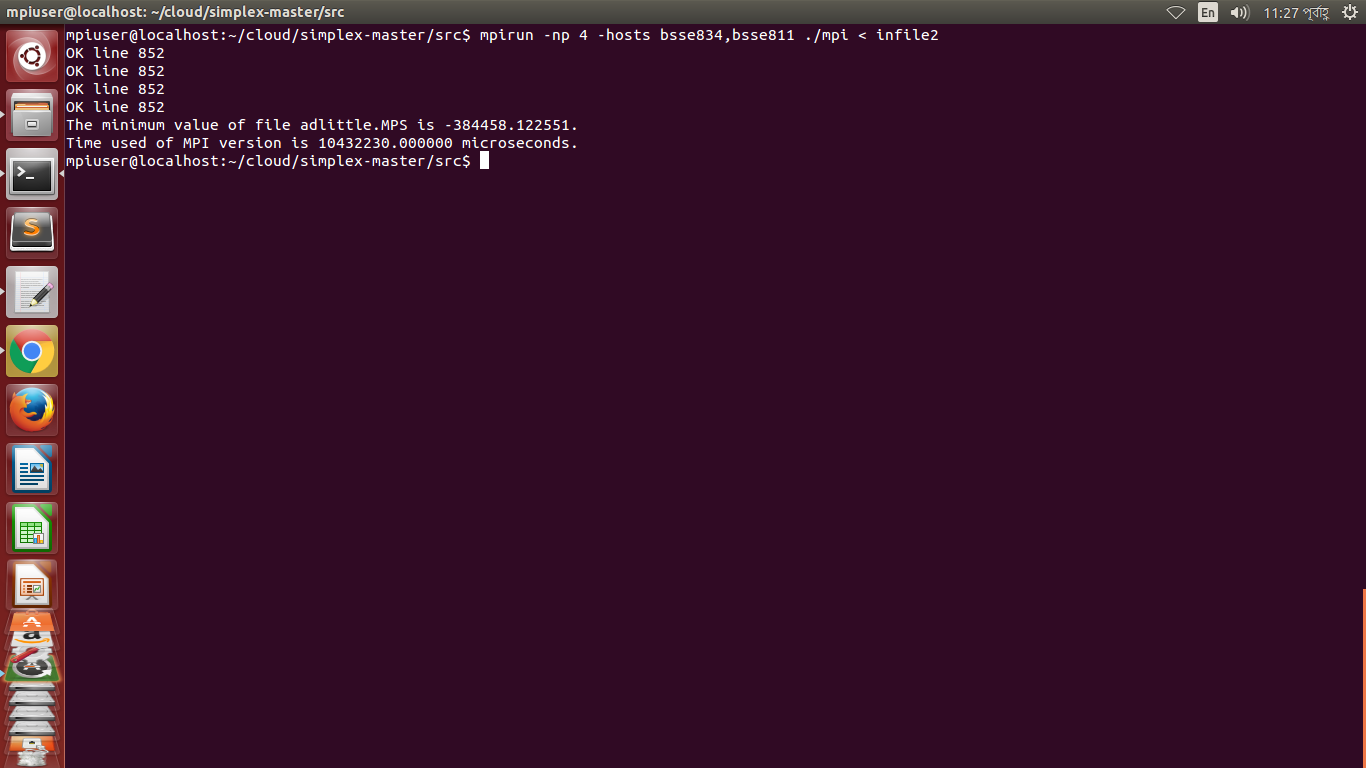 mpiuser@localhost: ~/cloud/simplex-master/src
En
11:27 পূর্বাহ্ণ
mpiuser@localhost:~/cloud/simplex-master/src$ mpirun -np 4 -hosts bsse834,bsse811 ./mpi < infile2
OK line 852
OK line 852
OK line 852
OK line 852
The minimum value of file adlittle.MPS is -384458.122551.
Time used of MPI version is 10432230.000000 microseconds.
mpiuser@localhost:~/cloud/simplex-master/src$